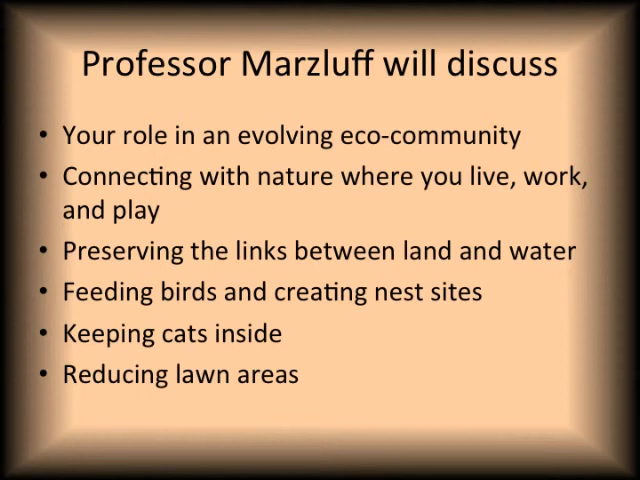 Professor Marzluff will discuss
• Your role in an evolving eco-community
• Connecting with nature where you live, work,
and play
• Preserving the links between land and water
• Feeding birds and creating nest sites
• Keeping cats inside
• Reducing lawn areas